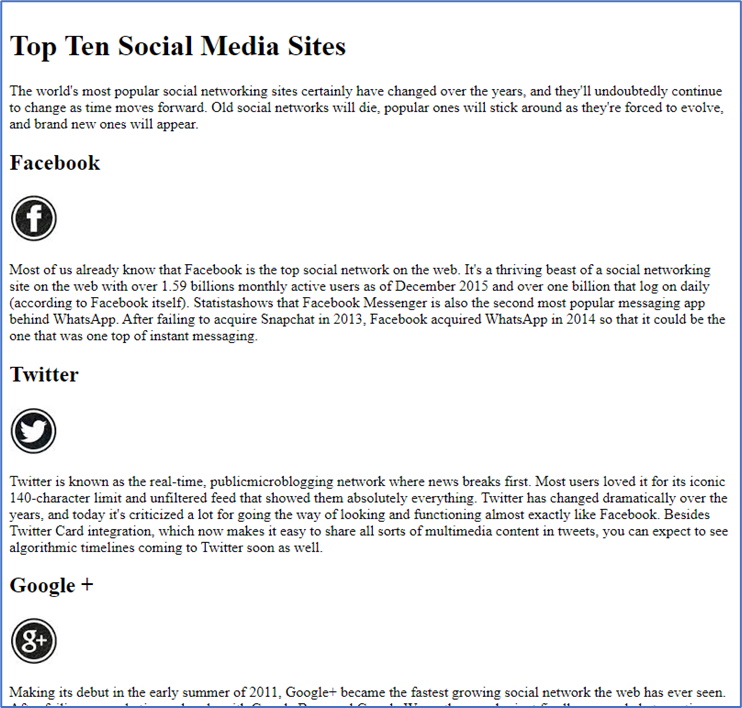 Top Ten Social Media Sites
The world's most popular social networking sites certainly have changed over the years, and they'll undoubtedly continue
to change as time moves forward. Old social networks will die, popular ones will stick around as they're forced to evolve,
and brand new ones will appear.
Facebook
f
Most of us already know that Facebook is the top social network on the web. It's a thriving beast of a social networking
site on the web with over 1.59 billions monthly active users as of December 2015 and over one billion that log on daily
(according to Facebook itself). Statistashows that Facebook Messenger is also the second most popular messaging app
behind WhatsApp. After failing to acquire Snapchat in 2013, Facebook acquired WhatsApp in 2014 so that it could be the
one that was one top of instant messaging.
Twitter
Twitter is known as the real-time, publicmicroblogging network where news breaks first. Most users loved it for its iconic
140-character limit and unfiltered feed that showed them absolutely everything. Twitter has changed dramatically over the
years, and today it's criticized a lot for going the way of looking and functioning almost exactly like Facebook. Besides
Twitter Card integration, which now makes it easy to share all sorts of multimedia content in tweets, you can expect to see
algorithmic timelines coming to Twitter soon as well.
Google +
g+
Making its debut in the early summer of 2011, Google+ became the fastest growing social network the web has ever seen.